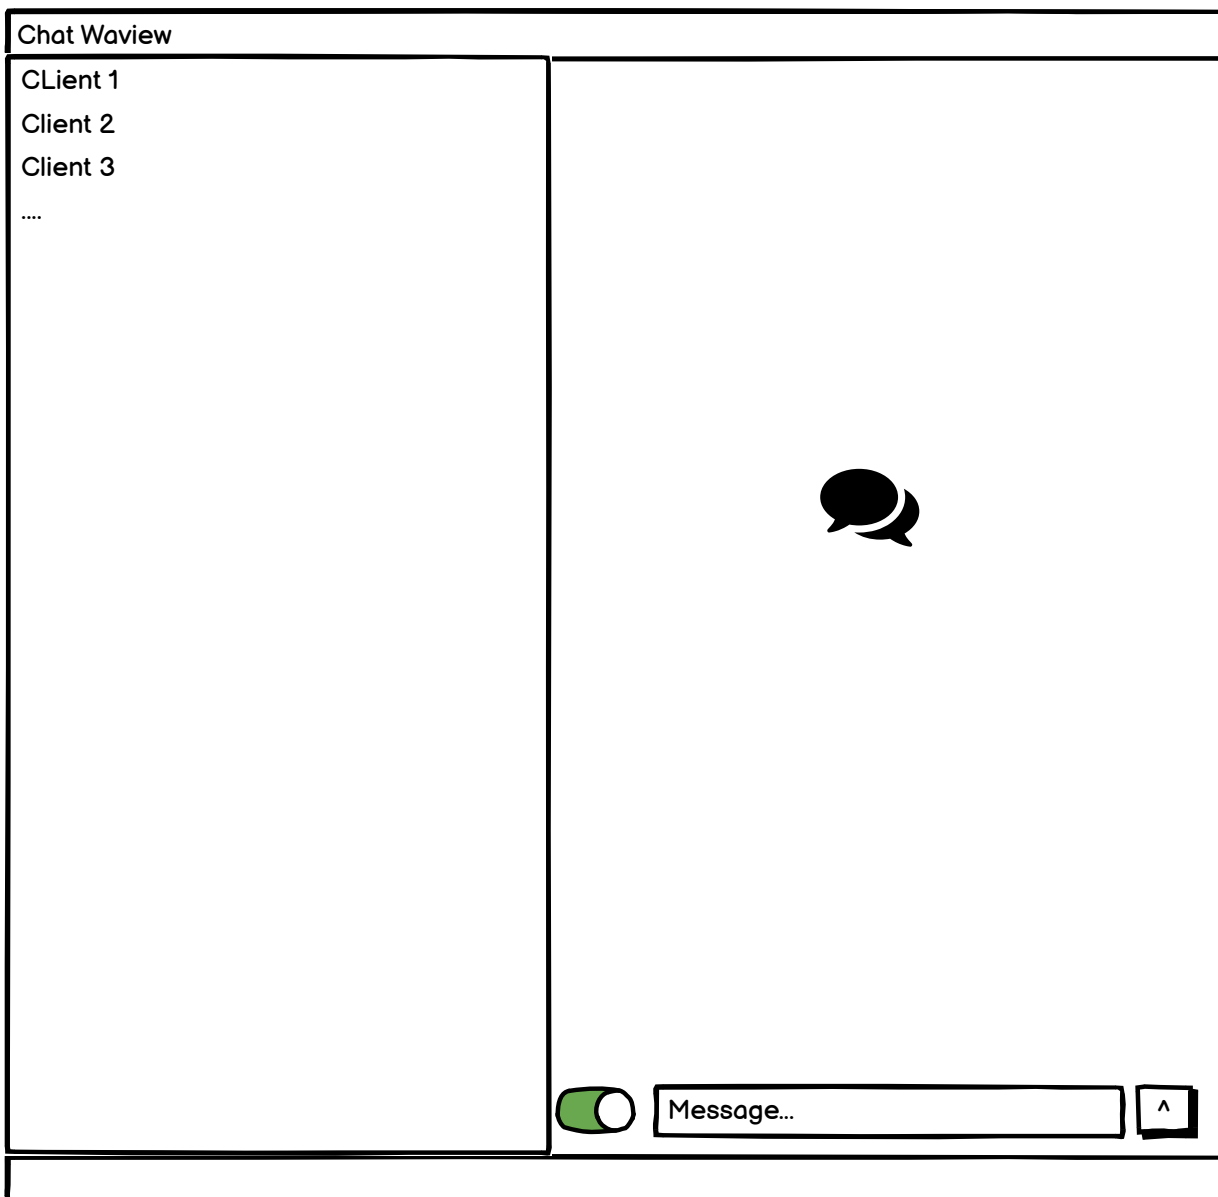 Chat Waview
CLient 1
Client 2
Client 3
....
Message...
^